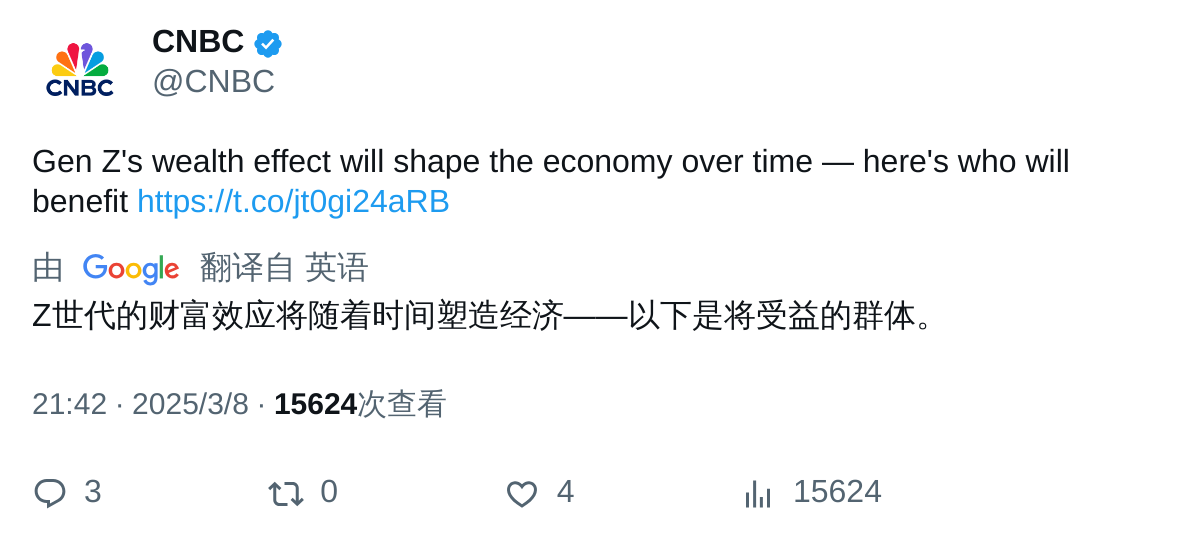 CNBC
CNBC
@CNBC
Gen Z's wealth effect will shape the economy over time — here's who will
benefit https://t.co/jt0gi24aRB
由 Google 翻译自 英语
Z世代的财富效应将随着时间塑造经济——以下是将受益的群体。
21:42 · 2025/3/8 · 15624次查看
3 0 4 15624